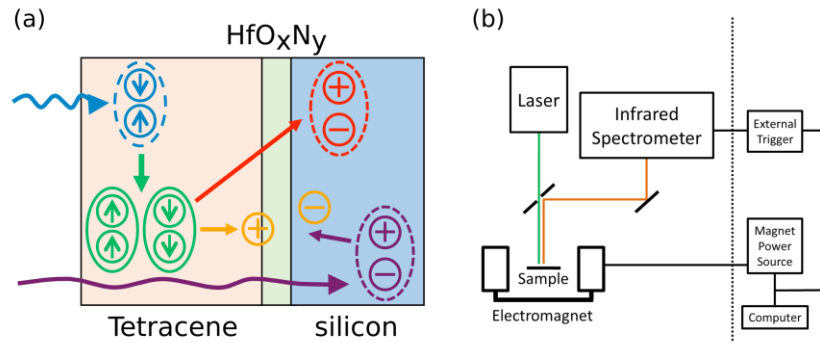 (a)
HfOxNy
Tetracene
silicon
(b)
Laser
Infrared
Spectrometer
External
Trigger
Sample
Electromagnet
Magnet
Power
Source
Computer